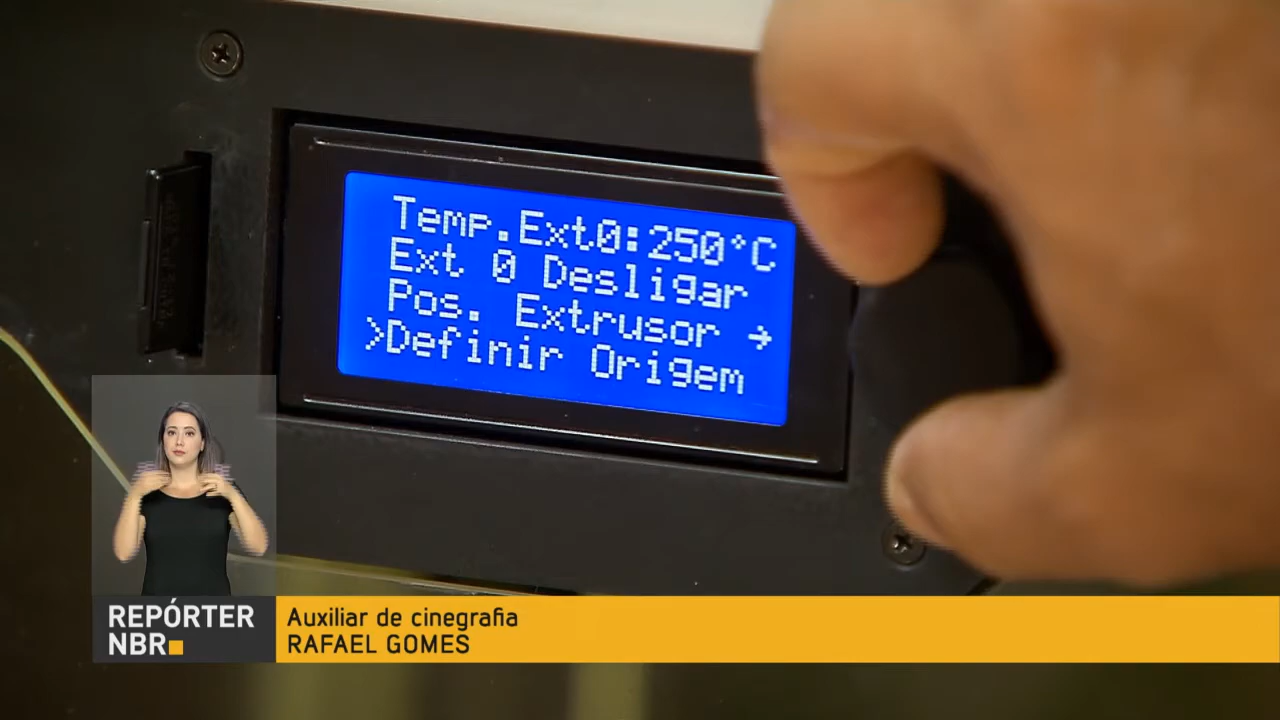 Temp.Ext0:250°C
Ext 0 Desligar
Pos. Extrusor →
>Definir Origem
REPÓRTER
NBR
Auxiliar de cinegrafia
RAFAEL GOMES